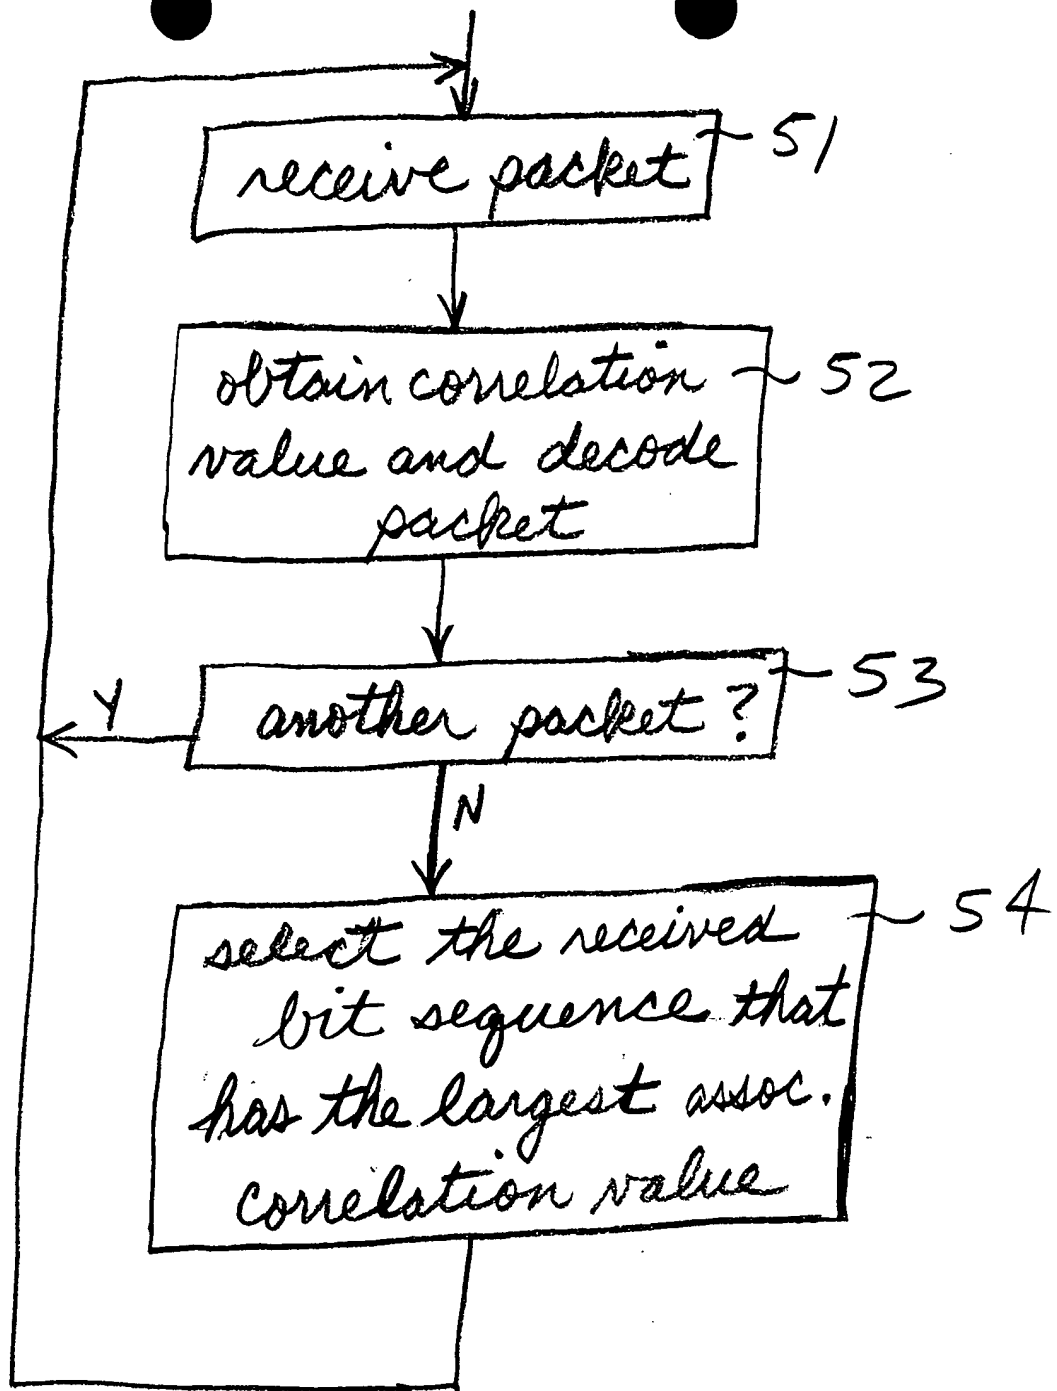 receive packet 51
obtain correlation 52
value and decode
packet
another packet? 53
Y
N
select the received 54
bit sequence that
has the largest assoc.
correlation value